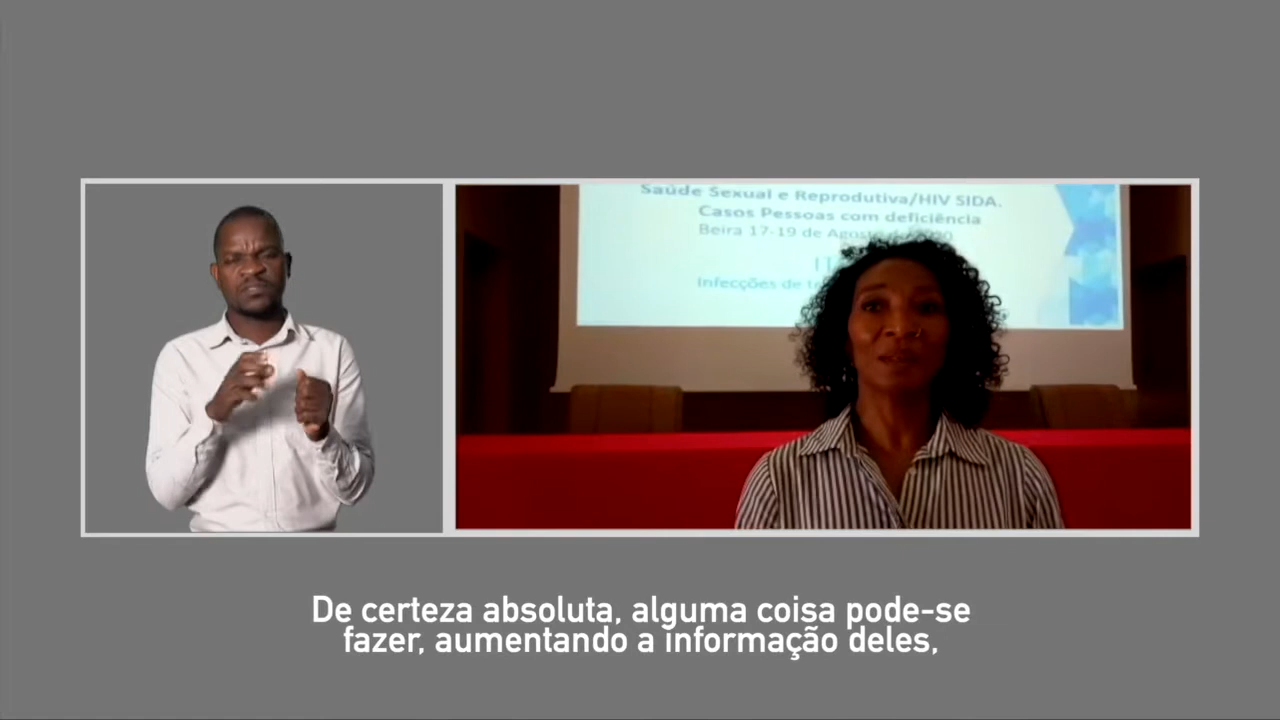 Saúde Sexual e Reprodutiva/HIV SIDA.
Casos Pessoas com deficiência
Beira 17-19 de Agosto
Infecções de
De certeza absoluta, alguma coisa pode-se
fazer, aumentando a informação deles,